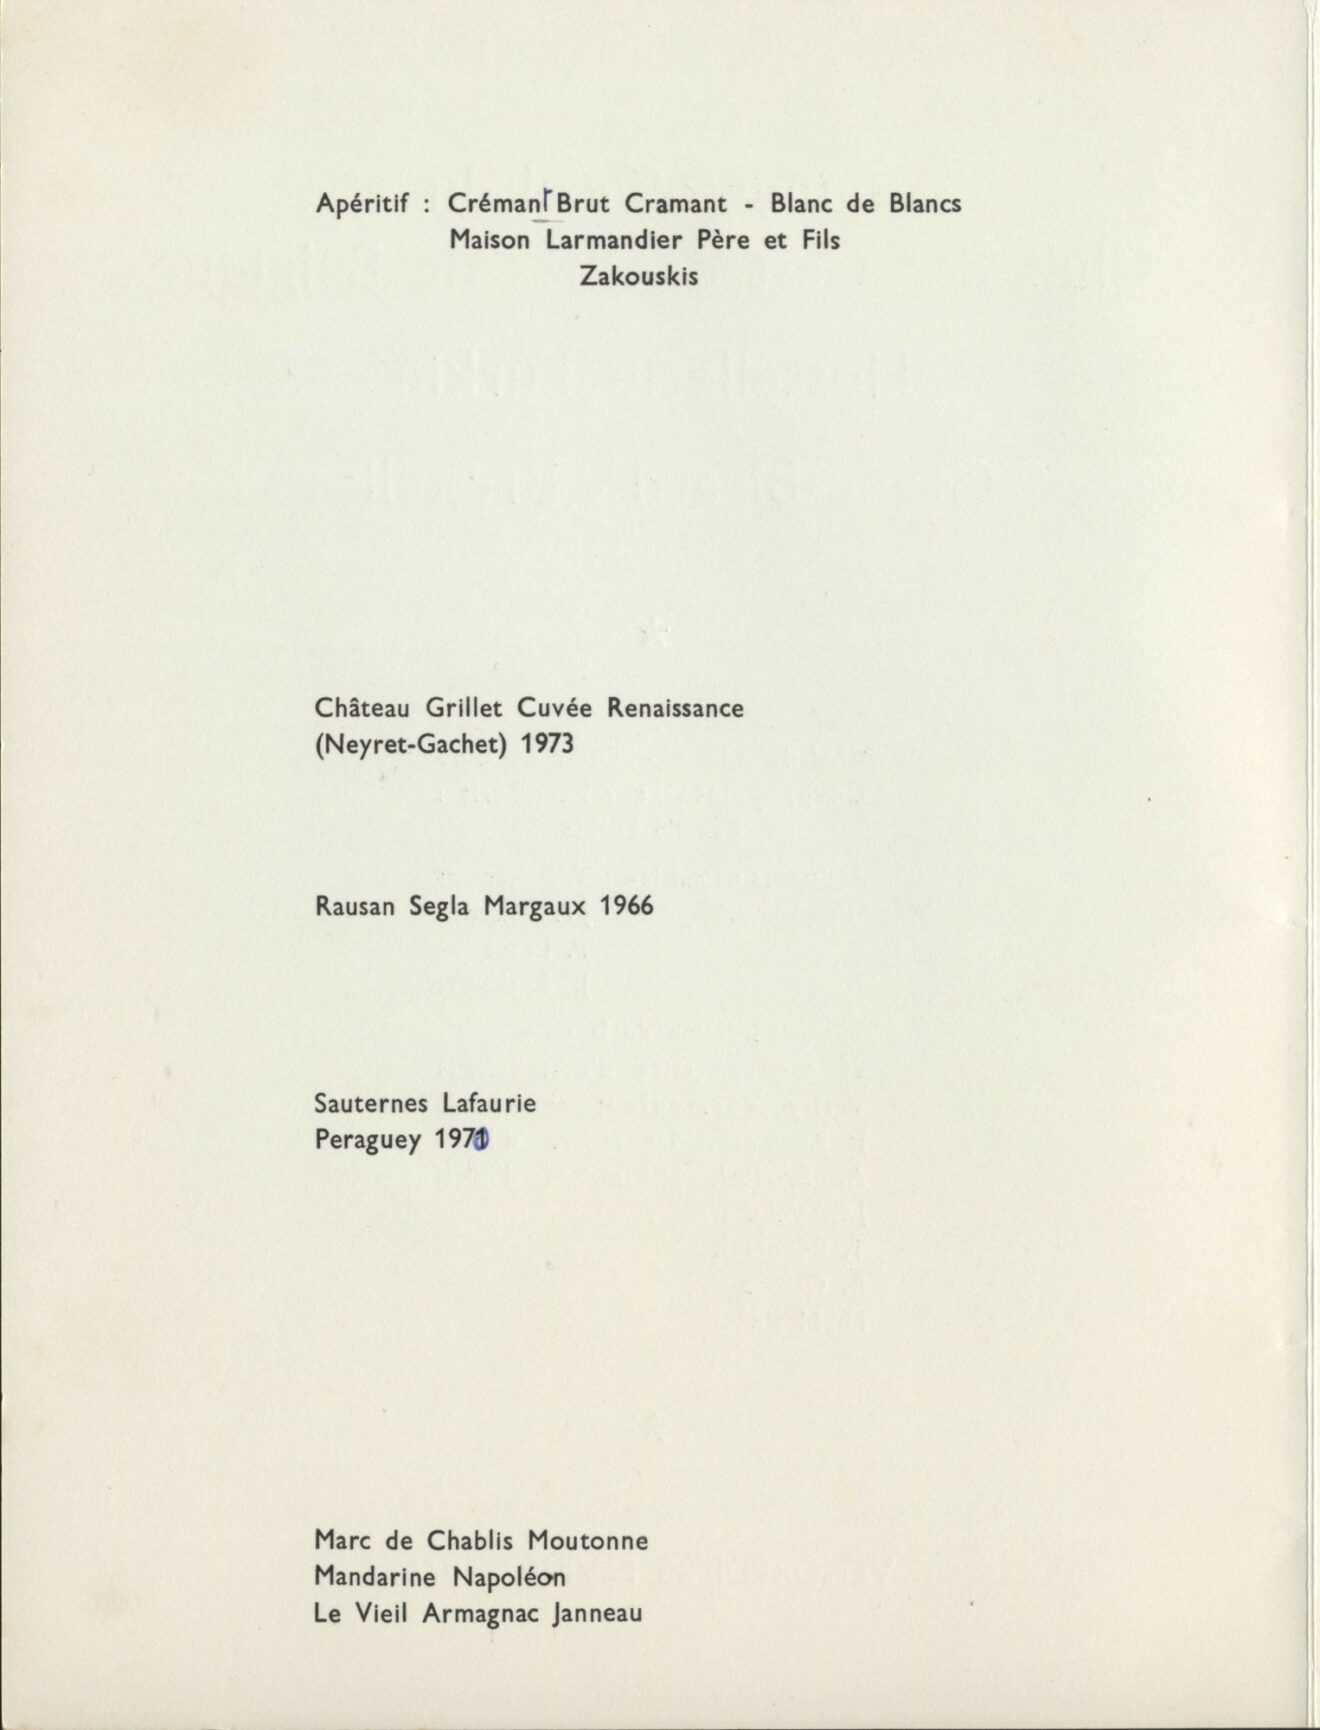 Apéritif : Crémant Brut Cramant - Blanc de Blancs
Maison Larmandier Père et Fils
Zakouskis
Château Grillet Cuvée Renaissance
(Neyret-Gachet) 1973
Rausan Segla Margaux 1966
Sauternes Lafaurie
Peraguey 1970
Marc de Chablis Moutonne
Mandarine Napoléon
Le Vieil Armagnac Janneau